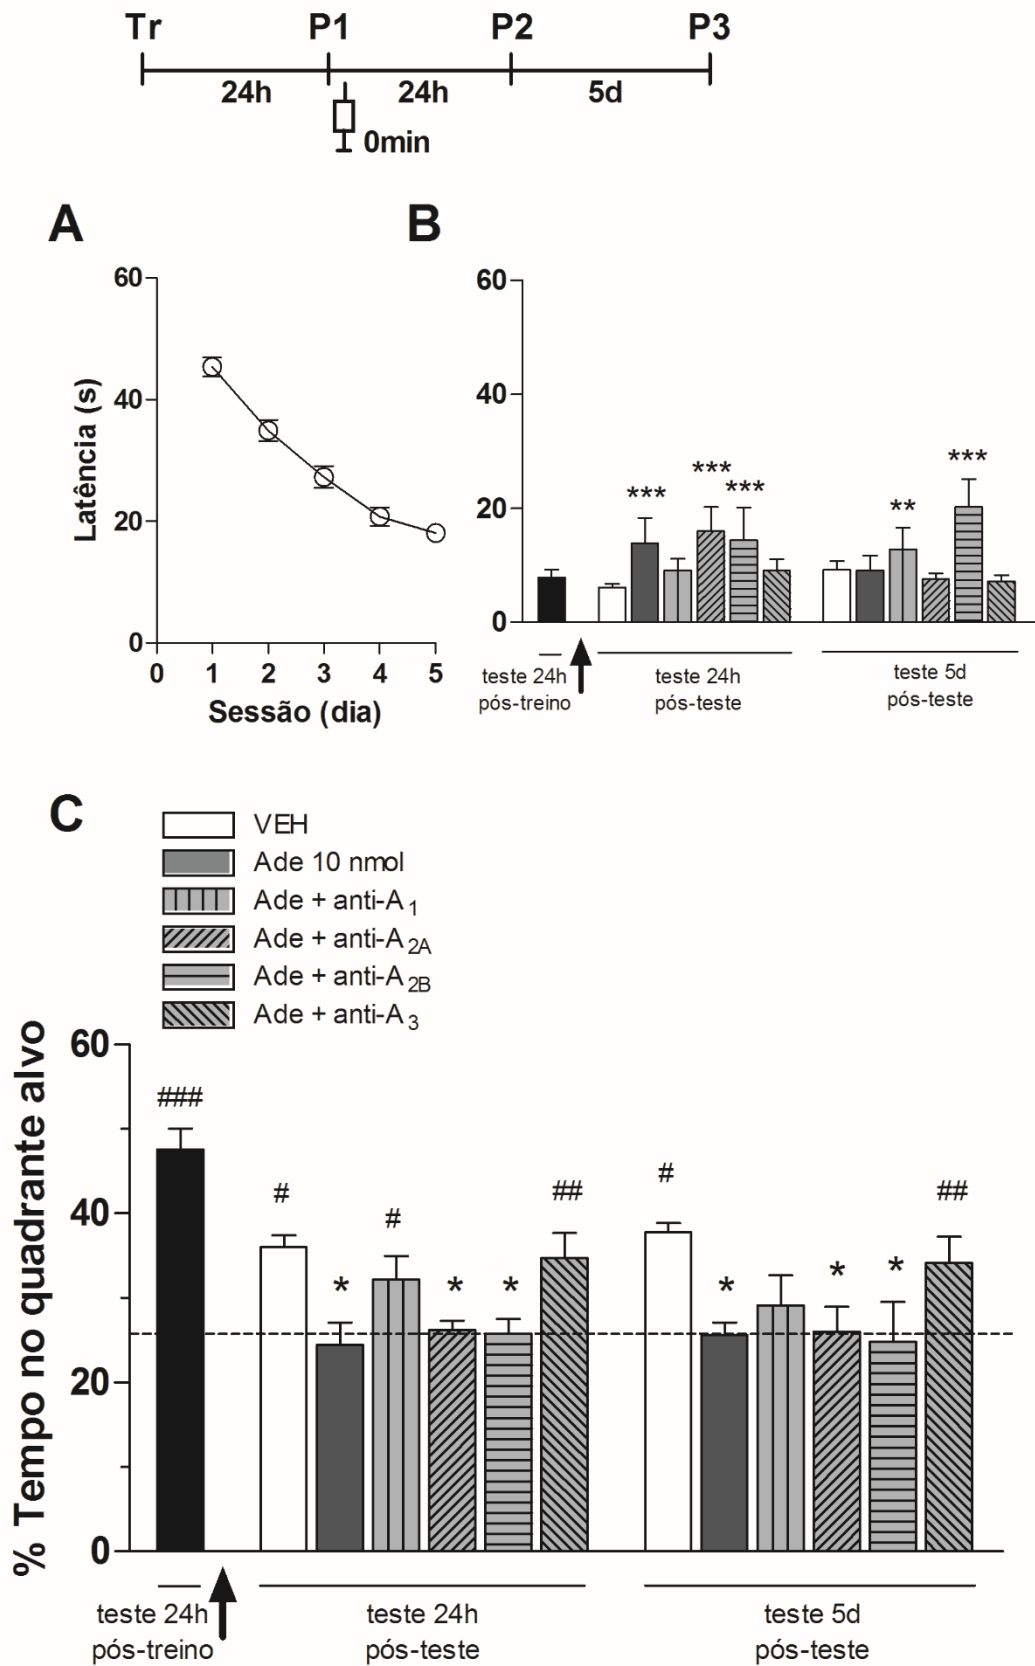 Tr P1 P2 P3
24h 24h 5d
0min
A
60
40
20
0
Latência (s)
0 1 2 3 4 5
Sessão (dia)
B
60
40
20
0
*** *** *** ** ***
teste 24h
pós-treino
teste 24h
pós-teste
teste 5d
pós-teste
C
VEH
Ade 10 nmol
Ade + anti-A1
Ade + anti-A2A
Ade + anti-A2B
Ade + anti-A3
% Tempo no quadrante alvo
60
40
20
0
###
# * # * * ##
# * * * ##
teste 24h
pós-treino
teste 24h
pós-teste
teste 5d
pós-teste